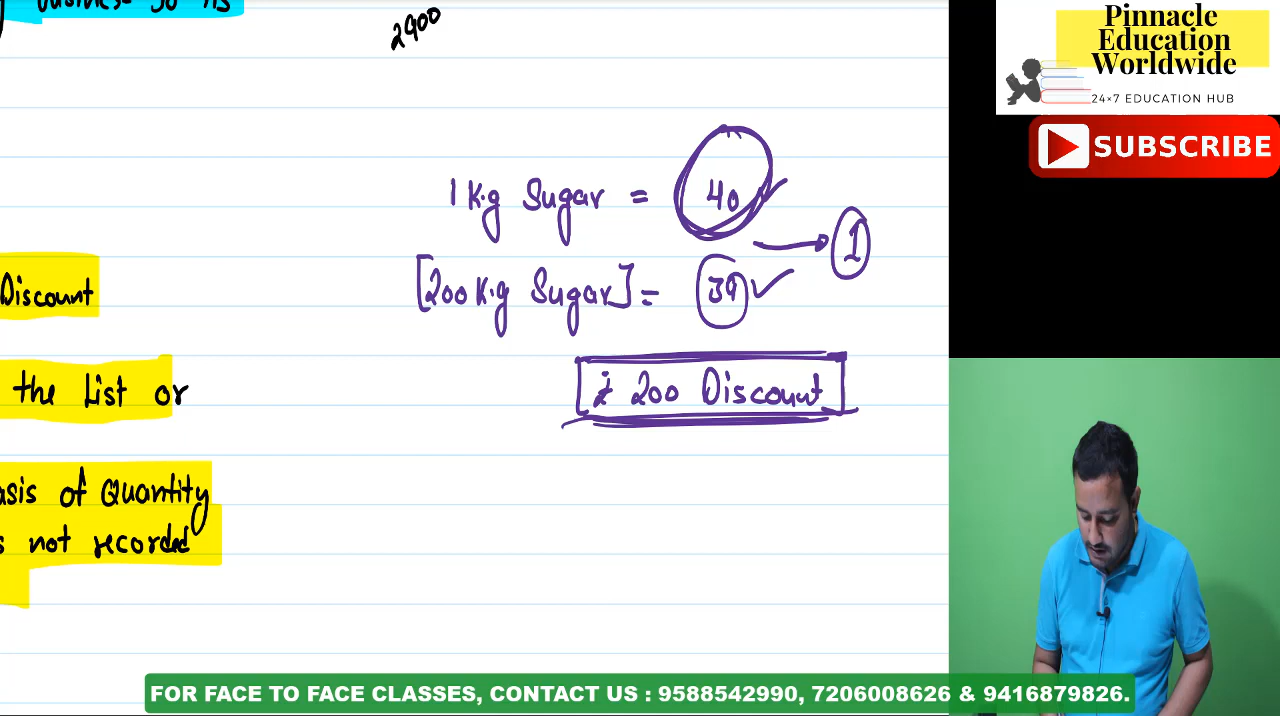 2900
1 K.g Sugar = 40
1
[200 K.g Sugar] = 39
Discount
₹ 200 Discount
the List or
asis of Quantity
s not recorded
Pinnacle
Education
Worldwide
24×7 EDUCATION HUB
SUBSCRIBE
FOR FACE TO FACE CLASSES, CONTACT US : 9588542990, 7206008626 & 9416879826.